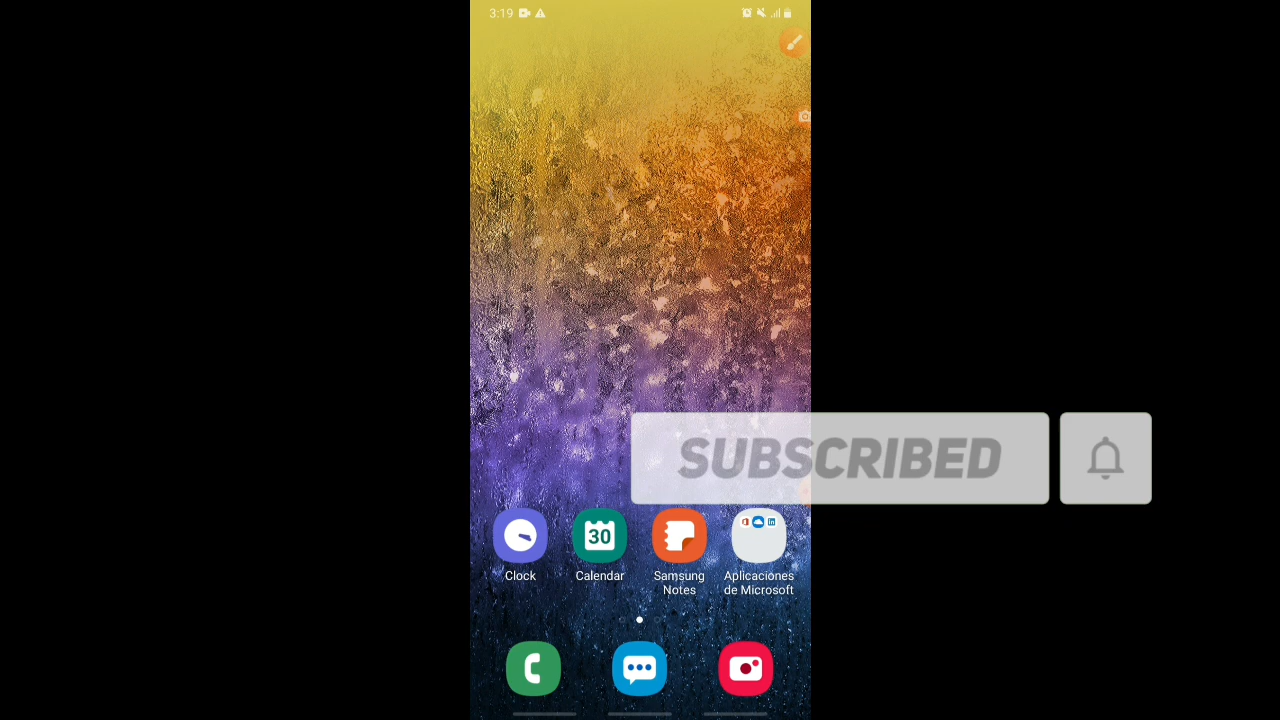 3:19
SUBSCRIBED
30
Clock
Calendar
Samsung
Notes
Aplicaciones
de Microsoft